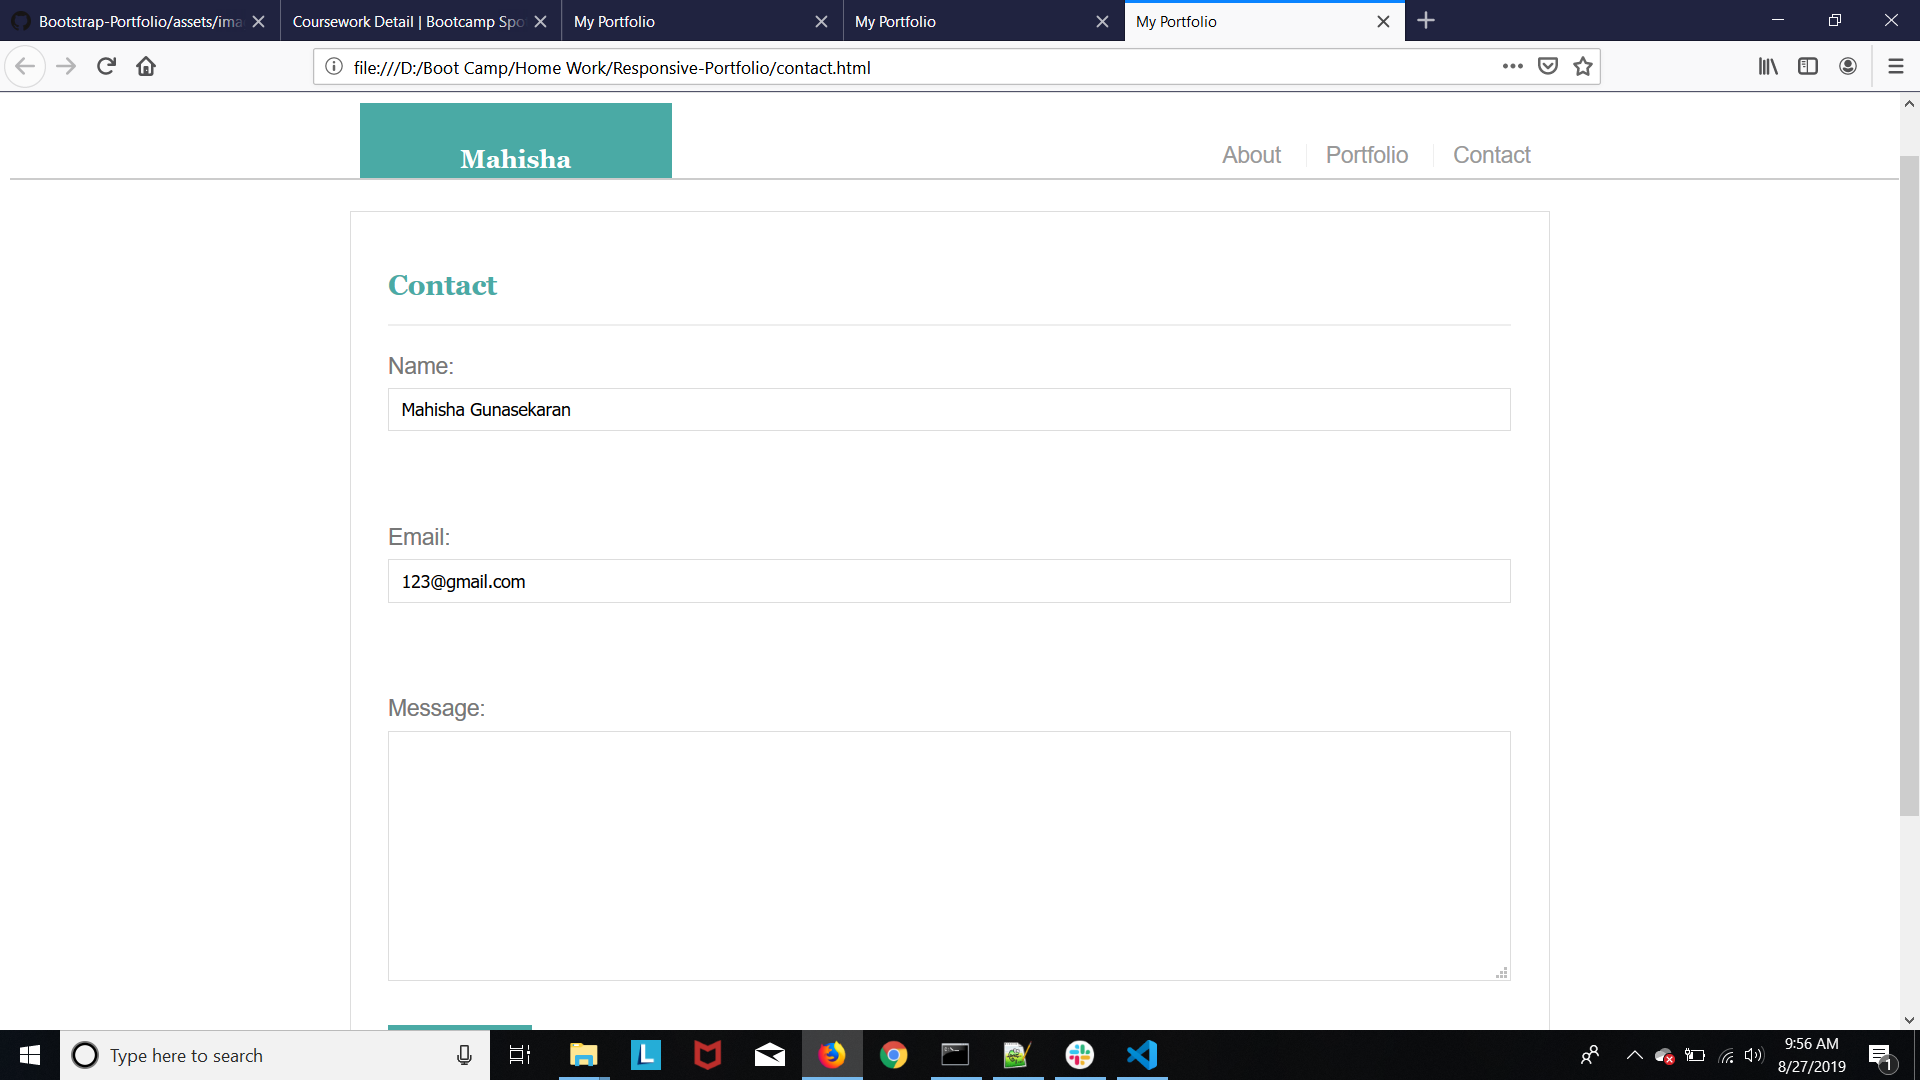 Bootstrap-Portfolio/assets/ima
Coursework Detail | Bootcamp Spo
My Portfolio
My Portfolio
My Portfolio
file:///D:/Boot Camp/Home Work/Responsive-Portfolio/contact.html
Mahisha
About
Portfolio
Contact
Contact
Name:
Mahisha Gunasekaran
Email:
123@gmail.com
Message:
Type here to search
L
9:56 AM
8/27/2019
1